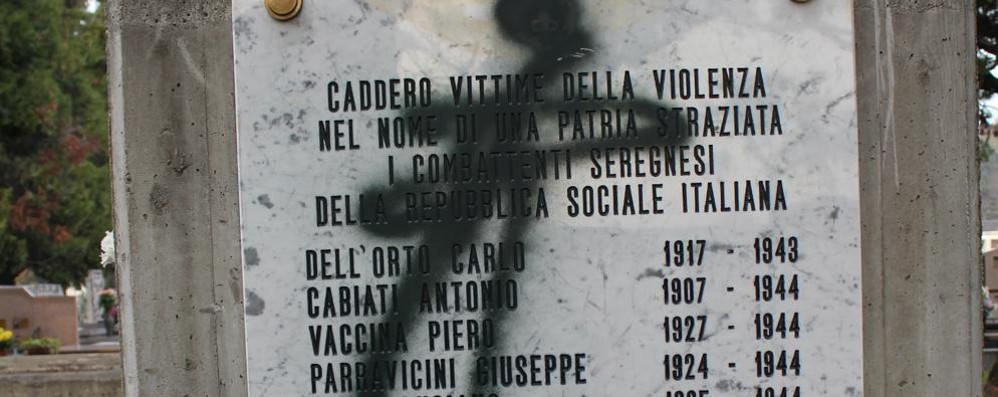 CADDERO VITTIME DELLA VIOLENZA
NEL NOME DI UNA PATRIA STRAZIATA
I COMBATTENTI SEREGNESI
DELLA REPUBBLICA SOCIALE ITALIANA
DELL'ORTO CARLO 1917 - 1943
CABIATI ANTONIO 1907 - 1944
VACCINA PIERO 1927 - 1944
PARRAVICINI GIUSEPPE 1924 - 1944